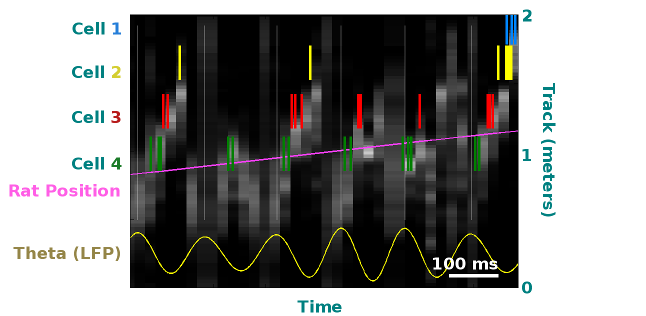 2
Cell 1
Cell 2
Cell 3
Cell 4
1
Rat Position
Track (meters)
Theta (LFP)
100 ms
0
Time